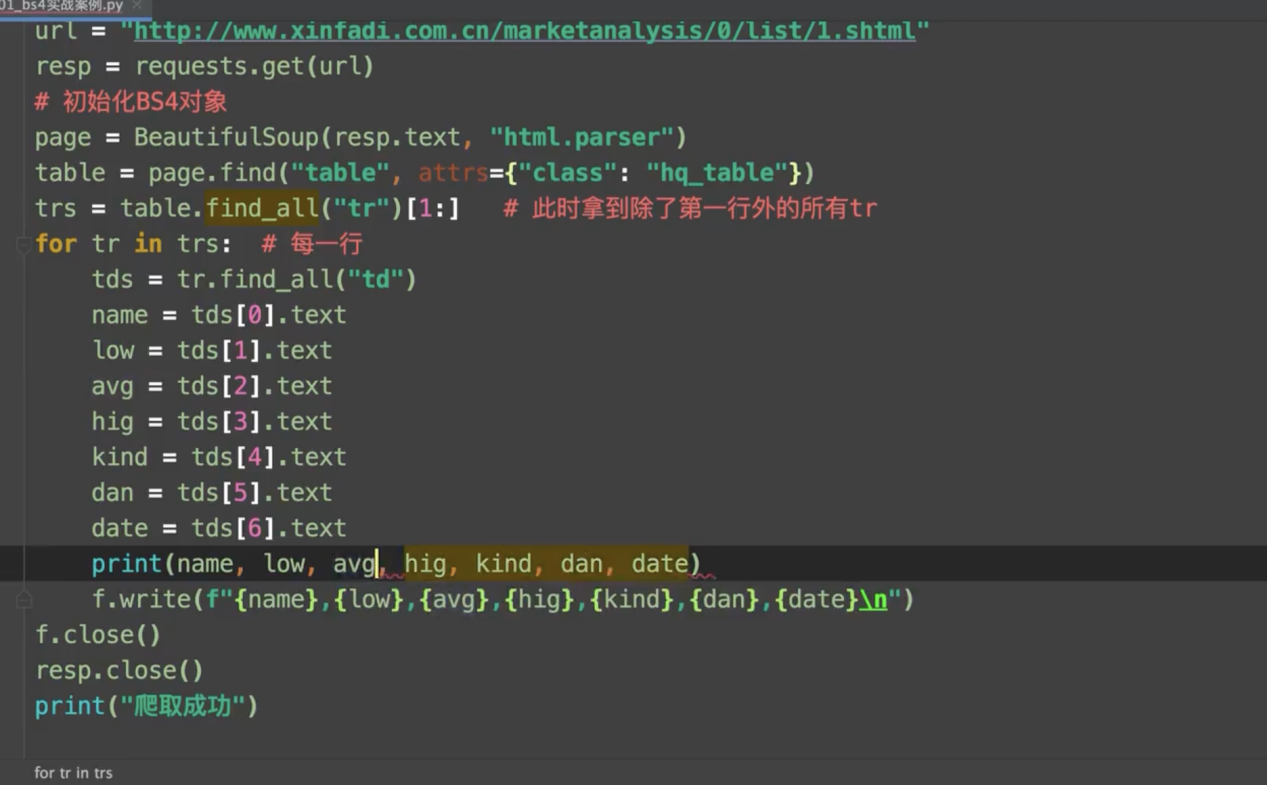 01_bs4实战案例.py
url = "http://www.xinfadi.com.cn/marketanalysis/0/list/1.shtml"
resp = requests.get(url)
# 初始化BS4对象
page = BeautifulSoup(resp.text, "html.parser")
table = page.find("table", attrs={"class": "hq_table"})
trs = table.find_all("tr")[1:]   # 此时拿到除了第一行外的所有tr
for tr in trs:  # 每一行
    tds = tr.find_all("td")
    name = tds[0].text
    low = tds[1].text
    avg = tds[2].text
    hig = tds[3].text
    kind = tds[4].text
    dan = tds[5].text
    date = tds[6].text
    print(name, low, avg, hig, kind, dan, date)
    f.write(f"{name},{low},{avg},{hig},{kind},{dan},{date}\n")
f.close()
resp.close()
print("爬取成功")
for tr in trs